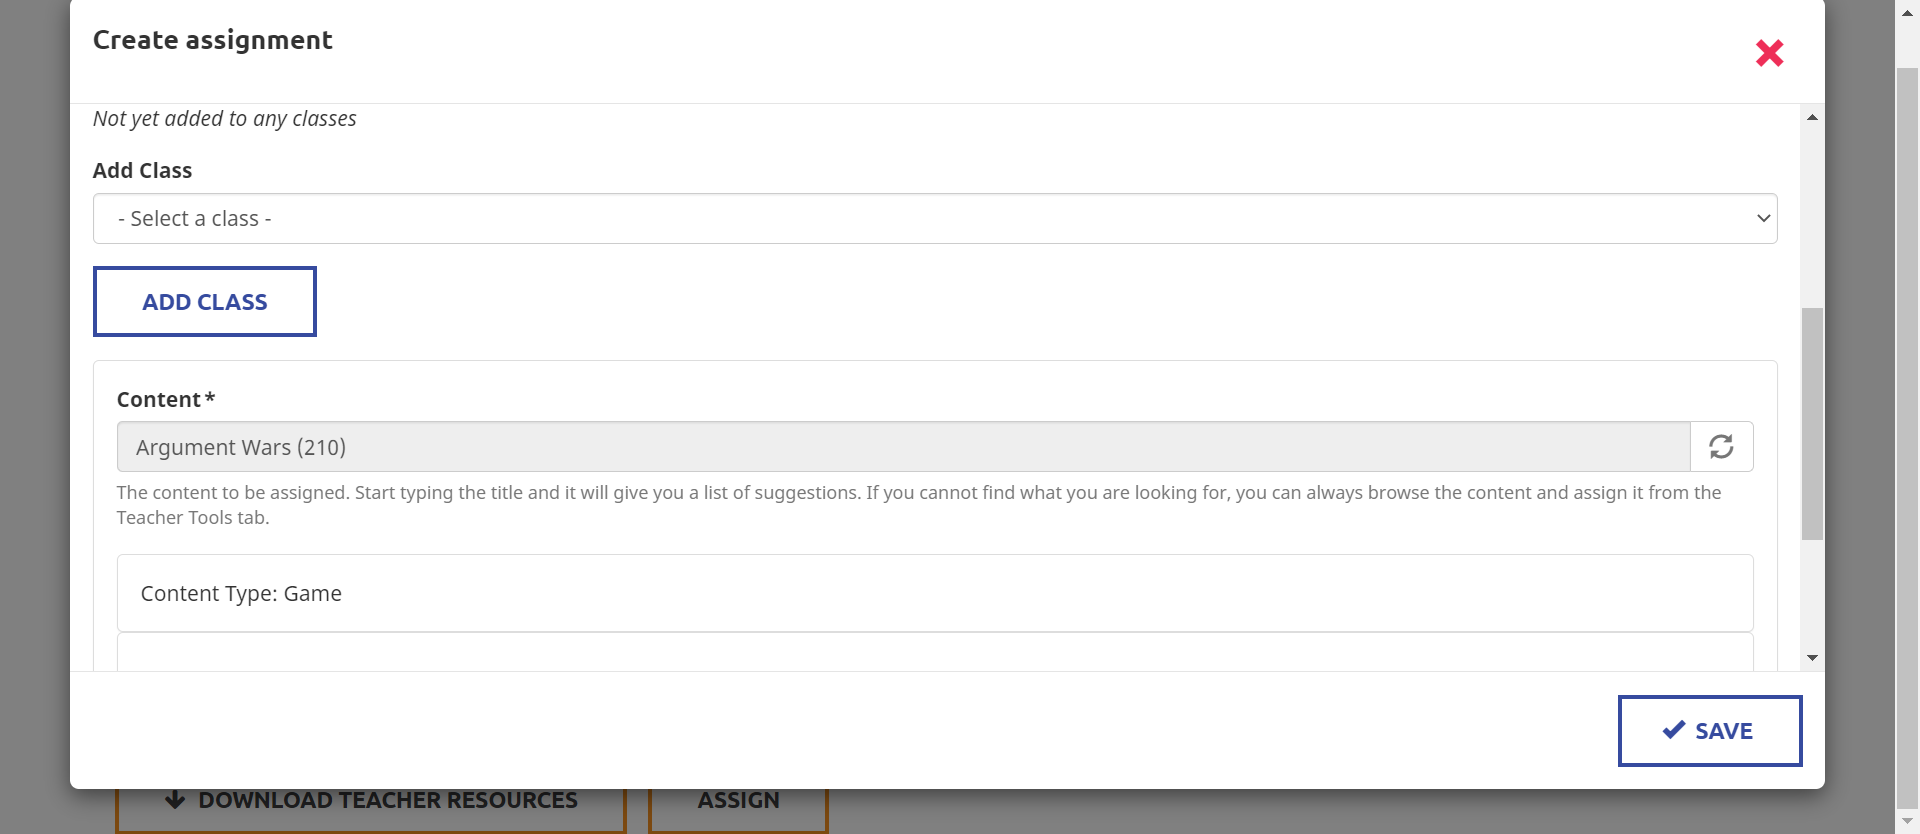 Create assignment
Not yet added to any classes
Add Class
- Select a class -
ADD CLASS
Content *
Argument Wars (210)
The content to be assigned. Start typing the title and it will give you a list of suggestions. If you cannot find what you are looking for, you can always browse the content and assign it from the
Teacher Tools tab.
Content Type: Game
SAVE
DOWNLOAD TEACHER RESOURCES
ASSIGN